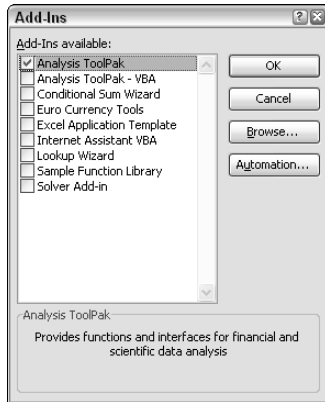 Add-Ins
Add-Ins available:
Analysis ToolPak
Analysis ToolPak - VBA
Conditional Sum Wizard
Euro Currency Tools
Excel Application Template
Internet Assistant VBA
Lookup Wizard
Sample Function Library
Solver Add-in
OK
Cancel
Browse...
Automation...
Analysis ToolPak
Provides functions and interfaces for financial and
scientific data analysis